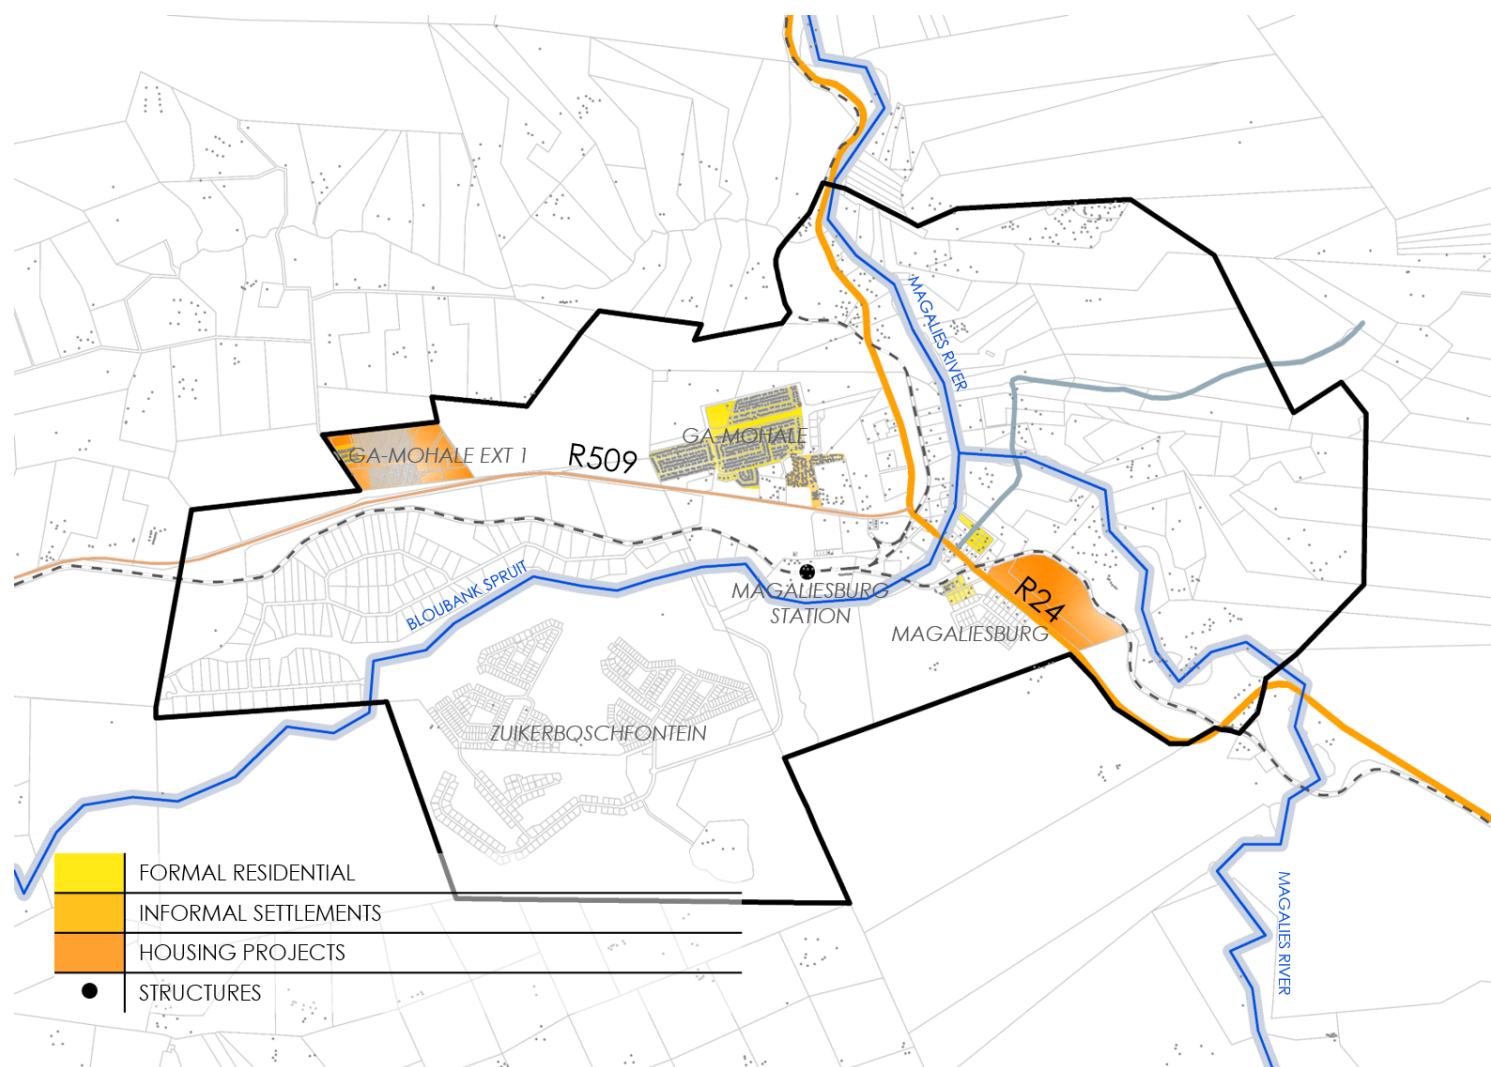 MAGALIES RIVER
GA-MOHALE
R509
GA-MOHALE EXT 1
BLOUBANK SPRUIT
MAGALIESBURG
STATION
R24
MAGALIESBURG
ZUIKERBOSCHFONTEIN
FORMAL RESIDENTIAL
INFORMAL SETTLEMENTS
HOUSING PROJECTS
STRUCTURES
MAGALIES RIVER